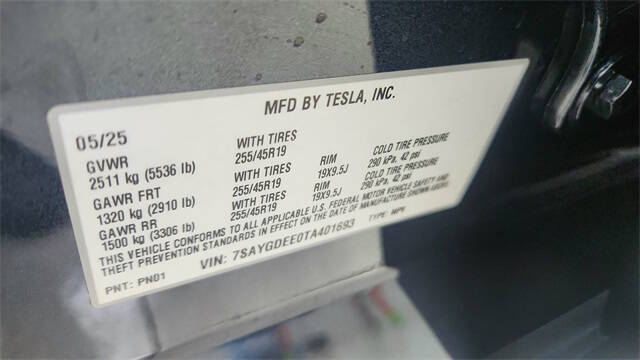 MFD BY TESLA, INC.
05/25
GVWR WITH TIRES COLD TIRE PRESSURE
2511 kg (5536 lb) 255/45R19 RIM 19X9.5J 290 kPa, 42 psi
GAWR FRT WITH TIRES COLD TIRE PRESSURE
1320 kg (2910 lb) 255/45R19 RIM 19X9.5J 290 kPa, 42 psi
GAWR RR WITH TIRES
1500 kg (3306 lb) 255/45R19
THIS VEHICLE CONFORMS TO ALL APPLICABLE U.S. FEDERAL MOTOR VEHICLE SAFETY AND
THEFT PREVENTION STANDARDS IN EFFECT ON THE DATE OF MANUFACTURE SHOWN ABOVE.
VIN: 7SAYGDEE0TA401693 TYPE: MPV
PNT: PN01